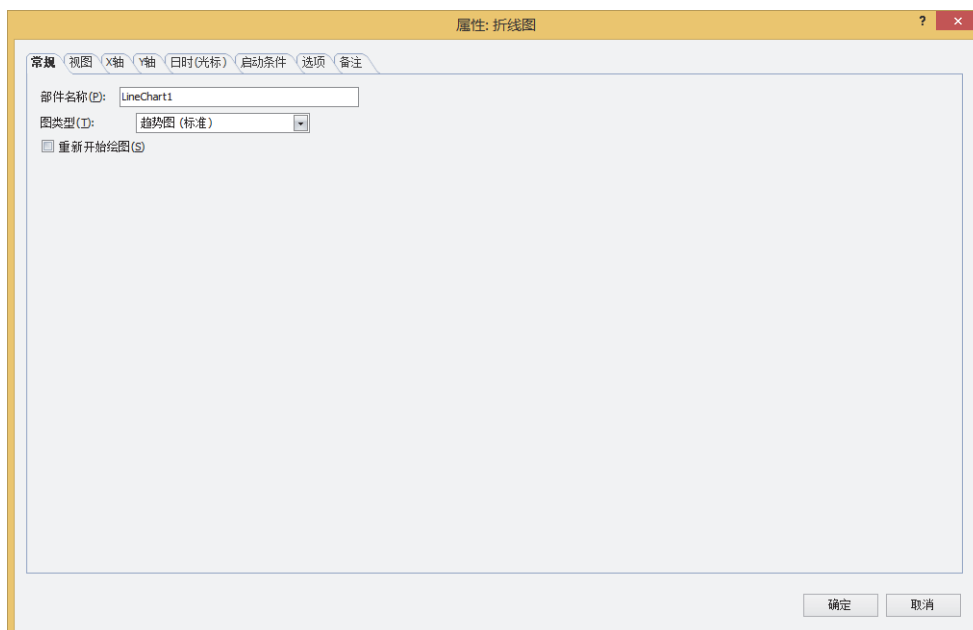 属性: 折线图
?
常规 视图 X轴 Y轴 日时(光标) 启动条件 选项 备注
部件名称(P): LineChart1
图类型(T): 趋势图 (标准)
重新开始绘图(S)
确定 取消